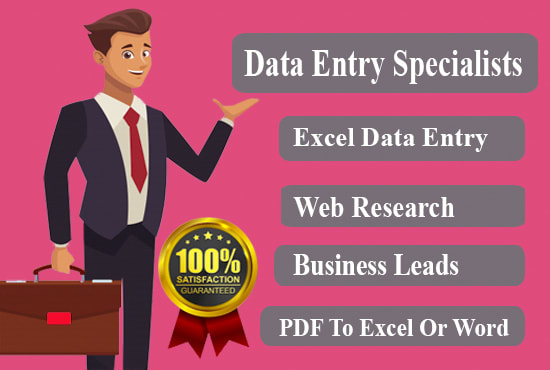 Data Entry Specialists
Excel Data Entry
Web Research
Business Leads
PDF To Excel Or Word
100%
SATISFACTION
GUARANTEED